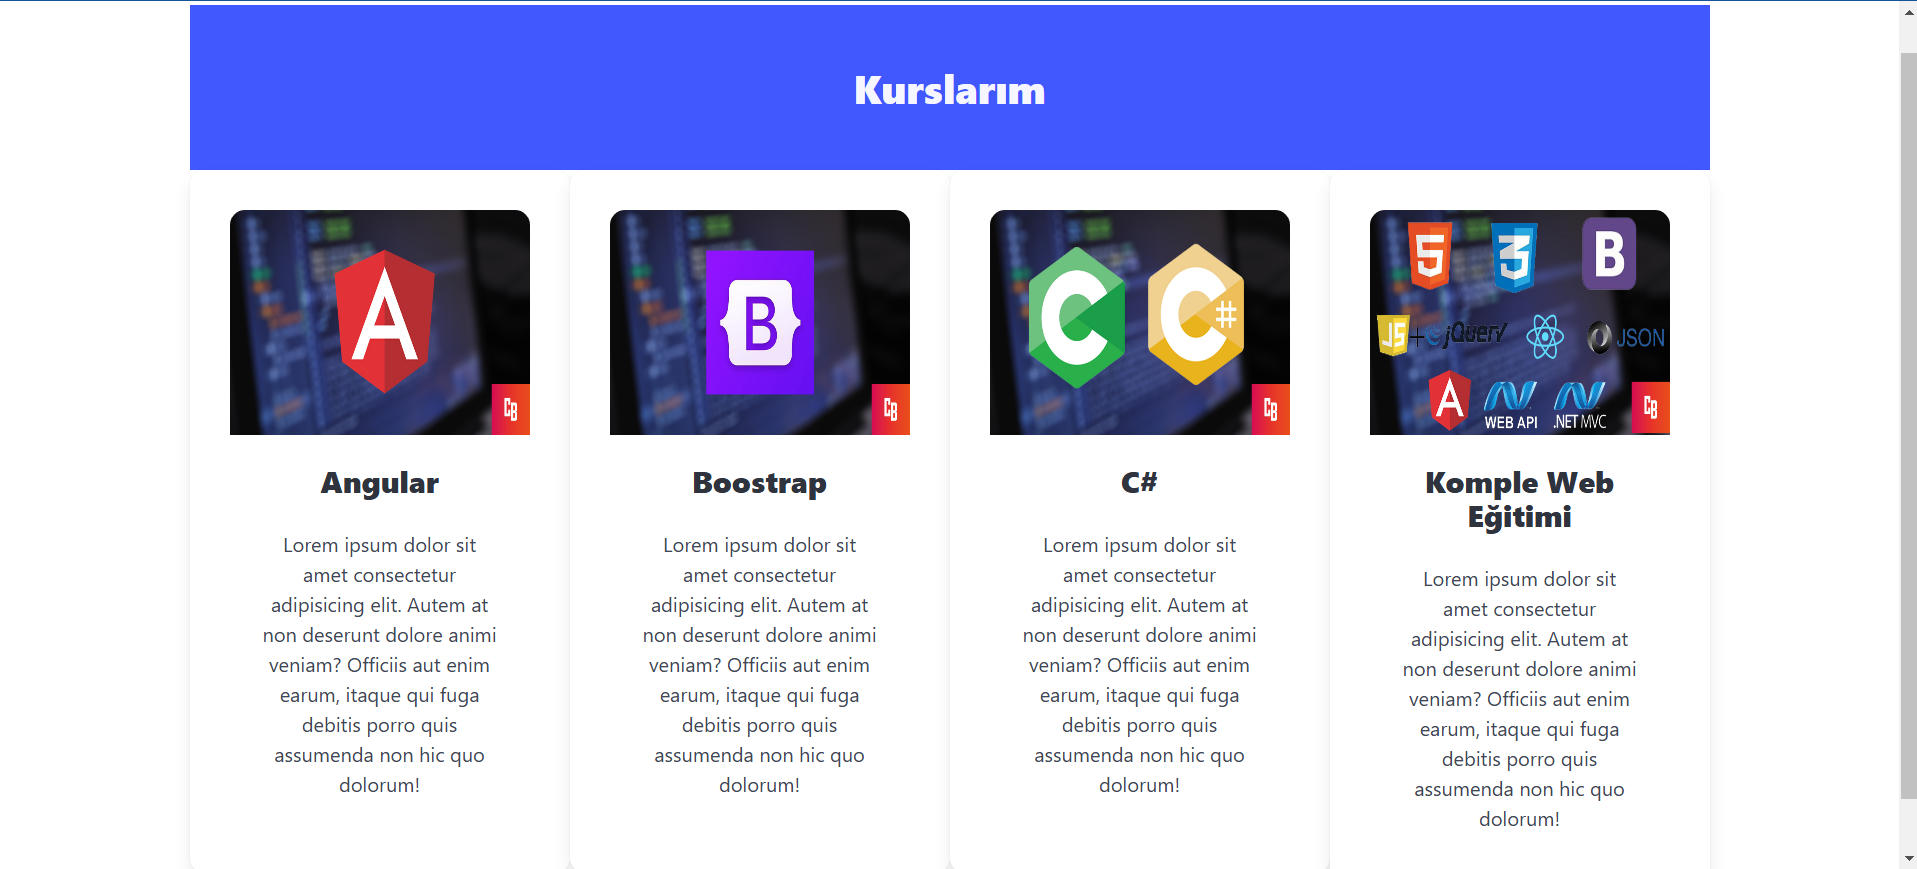 Kurslarım
A
CB
Angular
Lorem ipsum dolor sit
amet consectetur
adipisicing elit. Autem at
non deserunt dolore animi
veniam? Officiis aut enim
earum, itaque qui fuga
debitis porro quis
assumenda non hic quo
dolorum!
B
CB
Boostrap
Lorem ipsum dolor sit
amet consectetur
adipisicing elit. Autem at
non deserunt dolore animi
veniam? Officiis aut enim
earum, itaque qui fuga
debitis porro quis
assumenda non hic quo
dolorum!
C C#
CB
C#
Lorem ipsum dolor sit
amet consectetur
adipisicing elit. Autem at
non deserunt dolore animi
veniam? Officiis aut enim
earum, itaque qui fuga
debitis porro quis
assumenda non hic quo
dolorum!
5 3 B
JS + jQuery JSON
A WEB API .NET MVC CB
Komple Web
Eğitimi
Lorem ipsum dolor sit
amet consectetur
adipisicing elit. Autem at
non deserunt dolore animi
veniam? Officiis aut enim
earum, itaque qui fuga
debitis porro quis
assumenda non hic quo
dolorum!